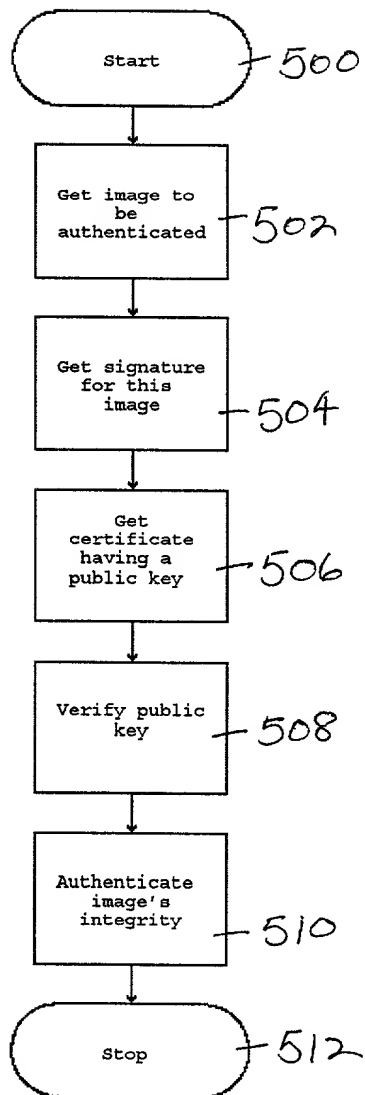 Start
500
Get image to
be
authenticated
502
Get signature
for this
image
504
Get
certificate
having a
public key
506
Verify public
key
508
Authenticate
image's
integrity
510
Stop
512